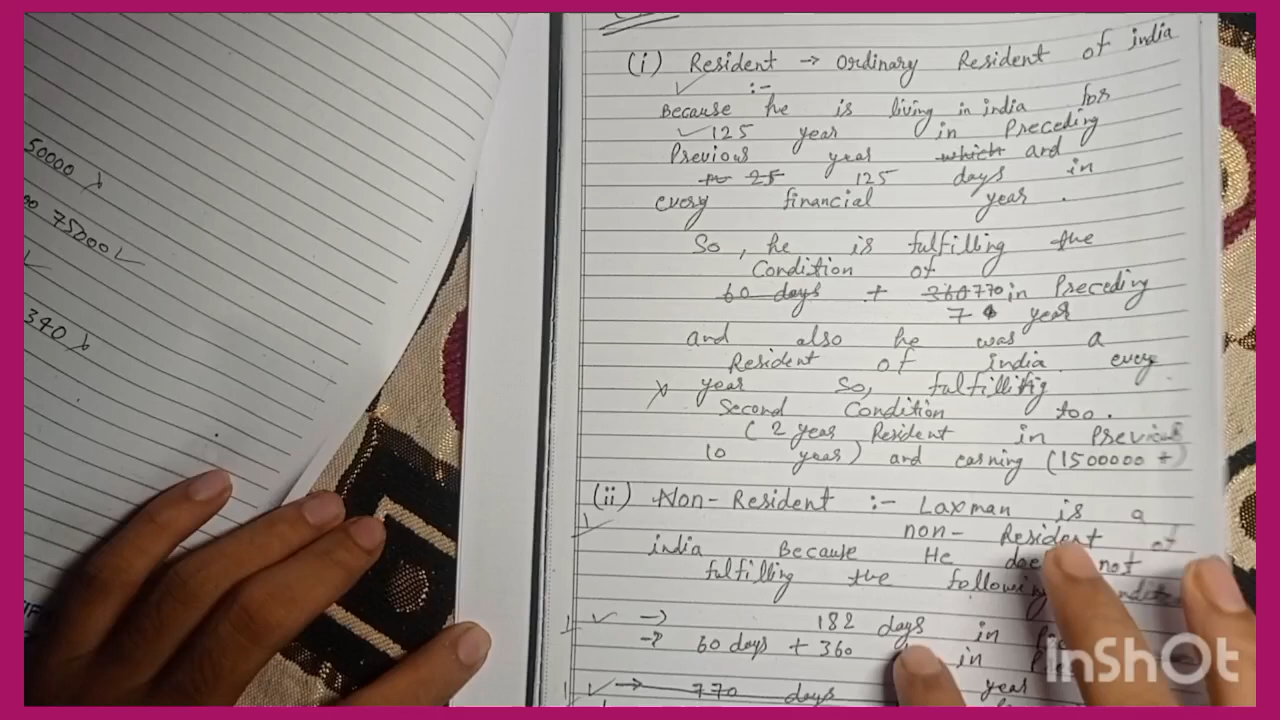 50000
00 75000
340
(i) Resident → Ordinary Resident of india
:-
Because he is living in india for
125 year in Preceding
Previous year which and
25 125 days in
every financial year.
So, he is fulfilling the
Condition of
60 days + 360 770 in Preceding
7 year
and also he was a
Resident of india every
year So, fulfilling
Second Condition too.
(2 year Resident in Previous
10 year) and earning (1500000 +)
(ii) Non-Resident :- Laxman is a
non-Resident of
india Because He does not
fulfilling the following
→ 182 days in
→ 60 days + 360 in
→ 770 days year
InShOt